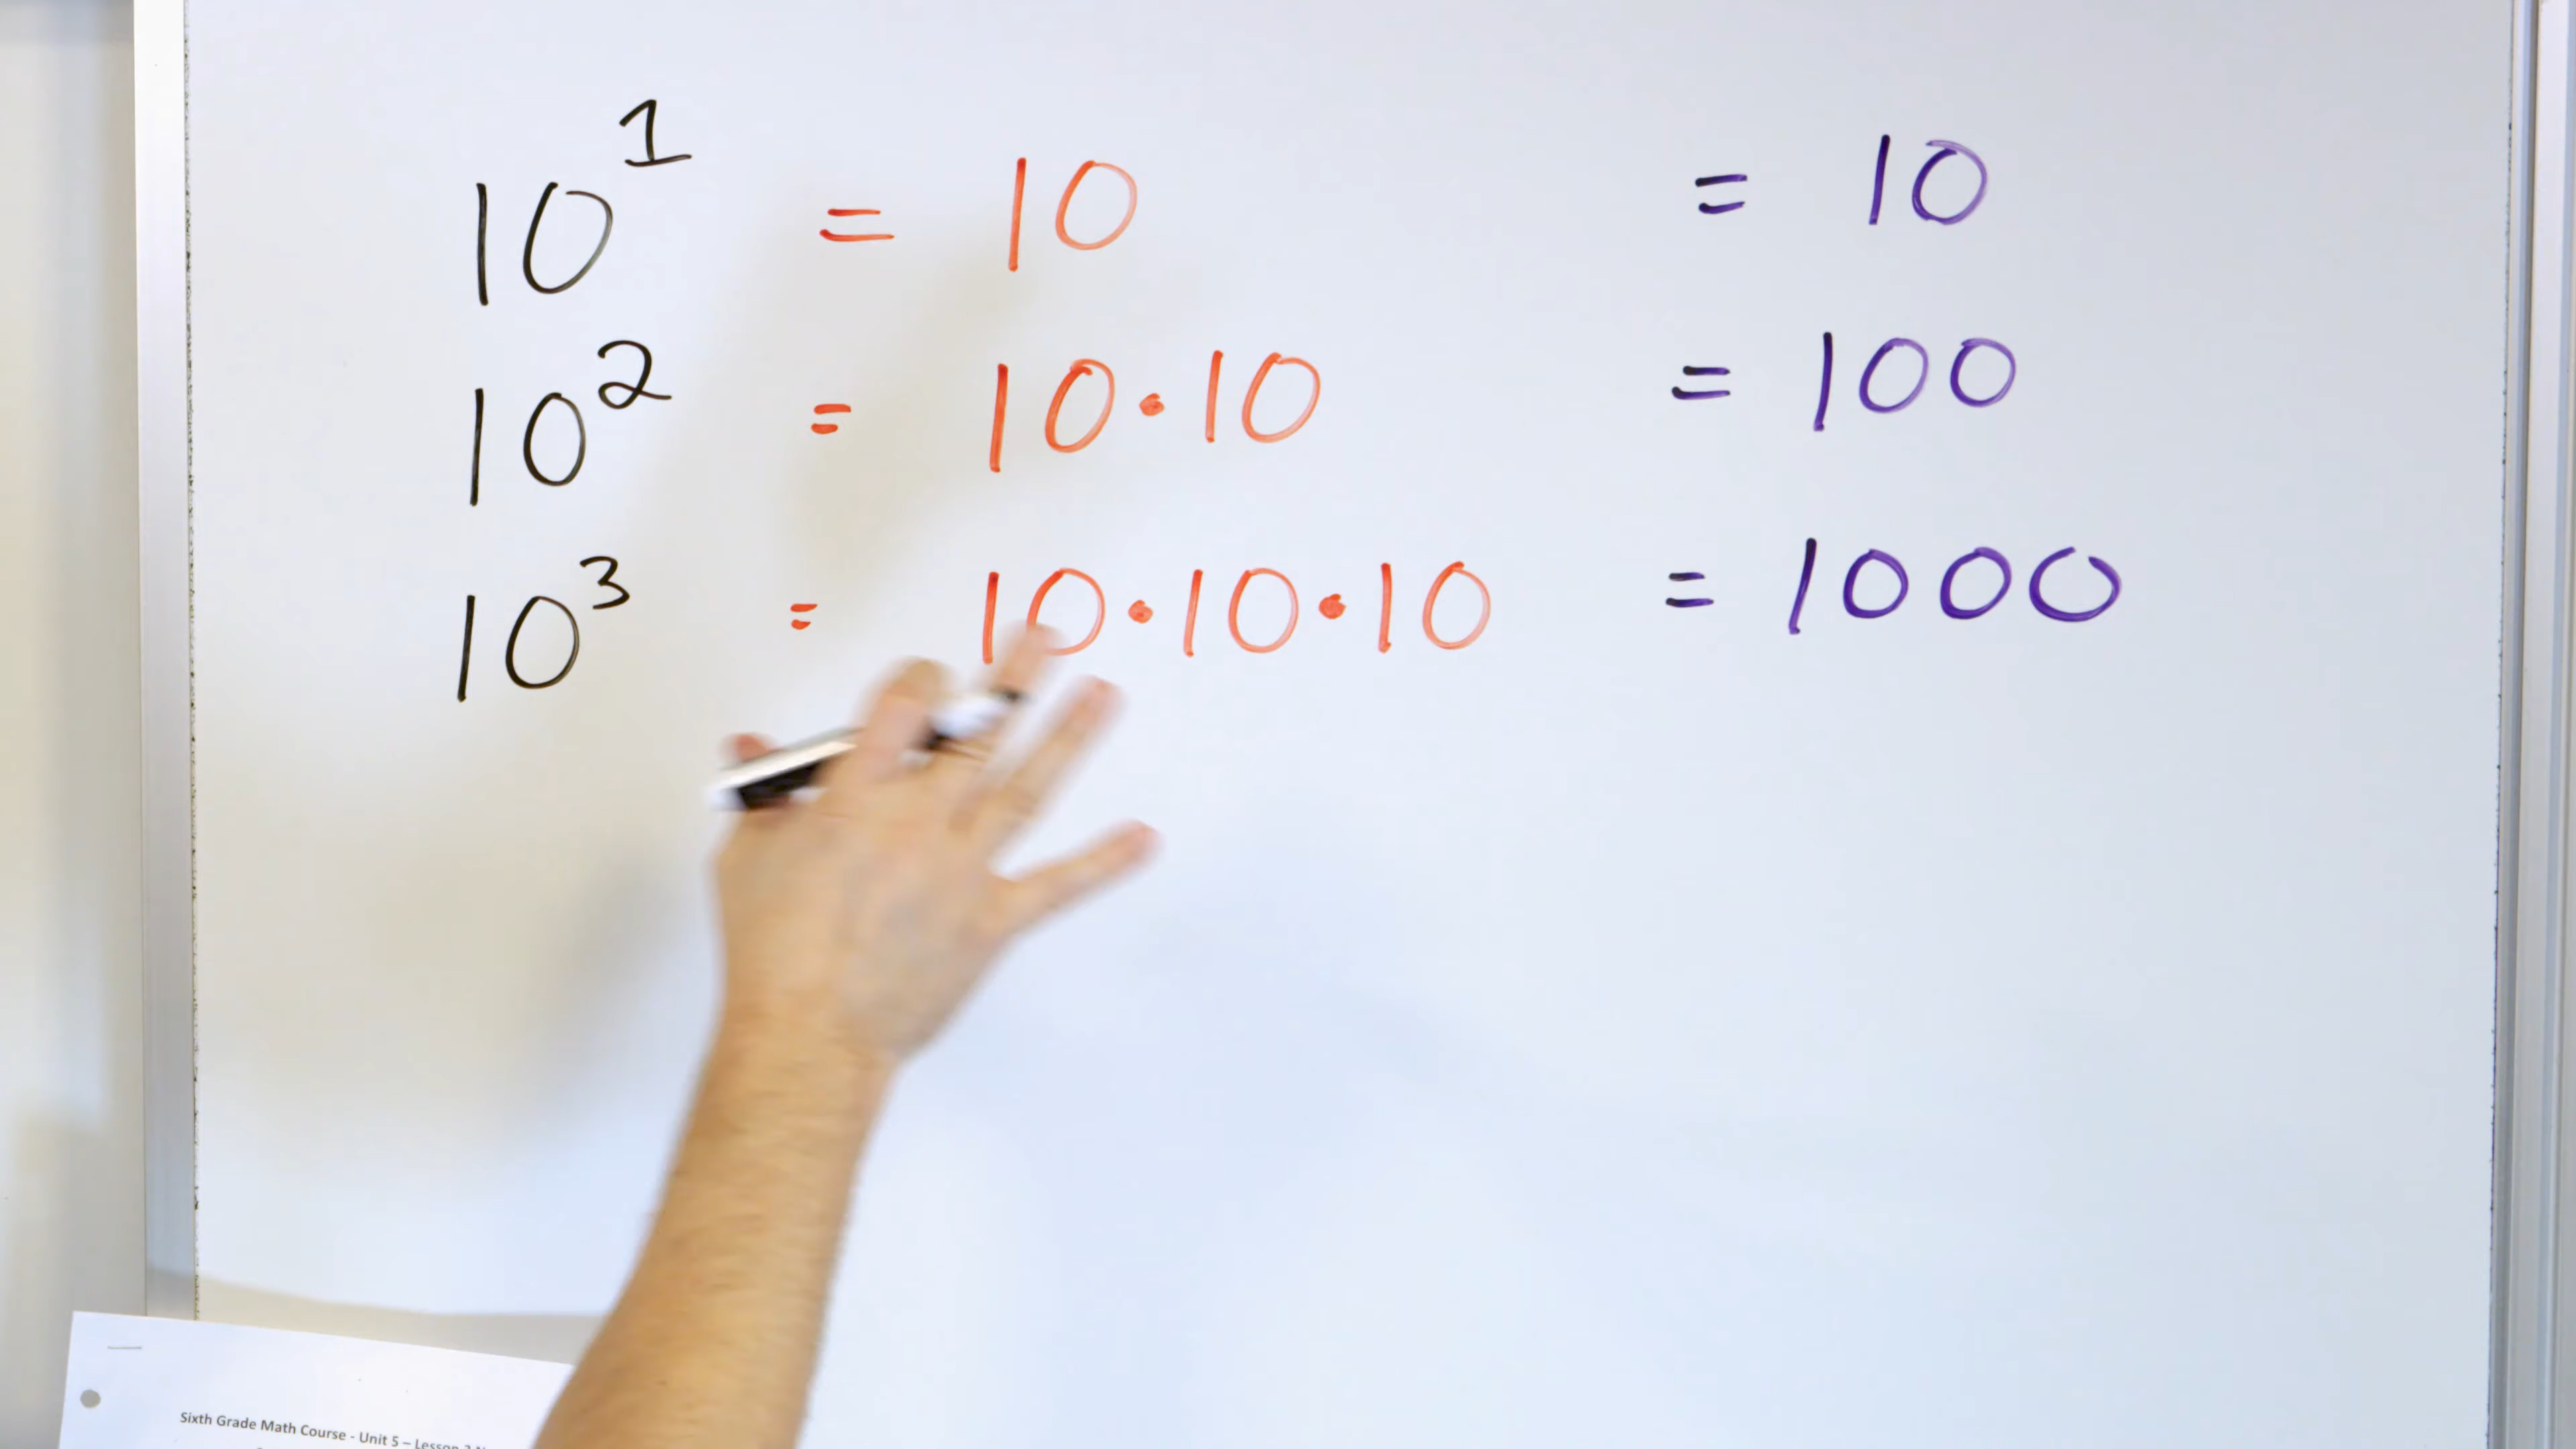 10¹ = 10 = 10
10² = 10·10 = 100
10³ = 10·10·10 = 1000
Sixth Grade Math Course - Unit 5 – Lesson